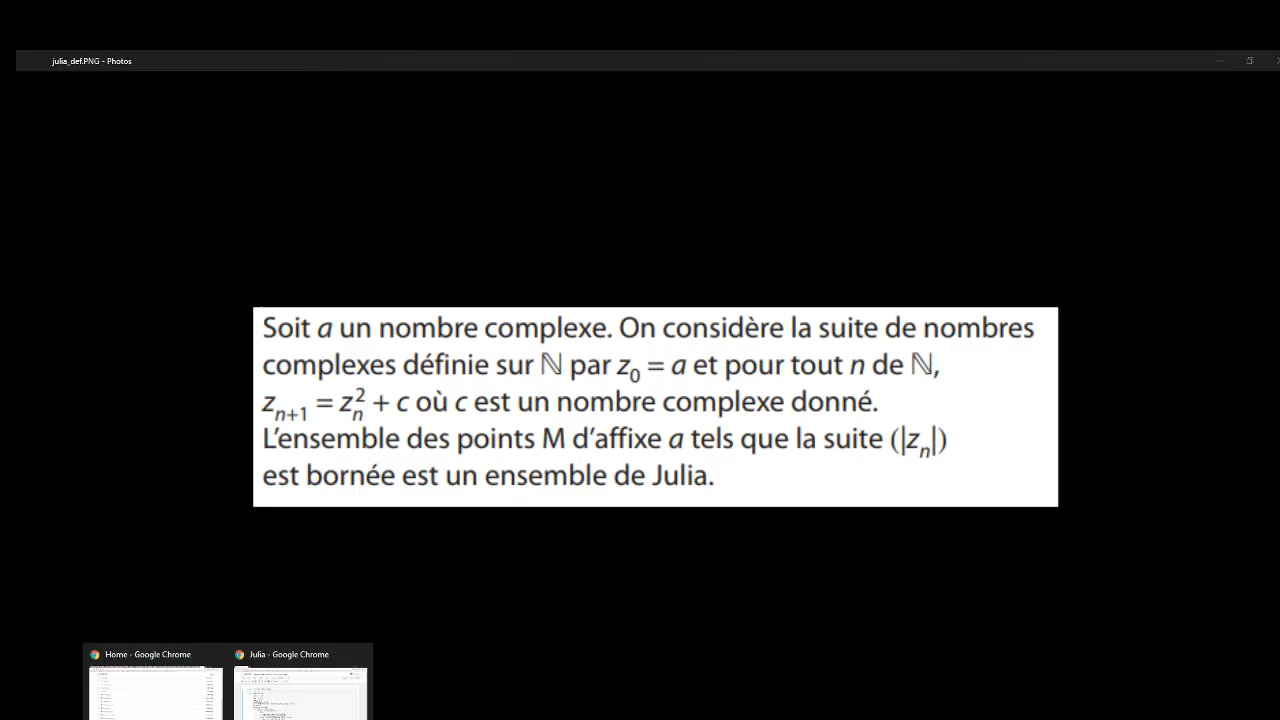 julia_def.PNG - Photos
Soit a un nombre complexe. On considère la suite de nombres
complexes définie sur ℕ par z₀ = a et pour tout n de ℕ,
zₙ₊₁ = zₙ² + c où c est un nombre complexe donné.
L'ensemble des points M d'affixe a tels que la suite (|zₙ|)
est bornée est un ensemble de Julia.
Home - Google Chrome
Julia - Google Chrome